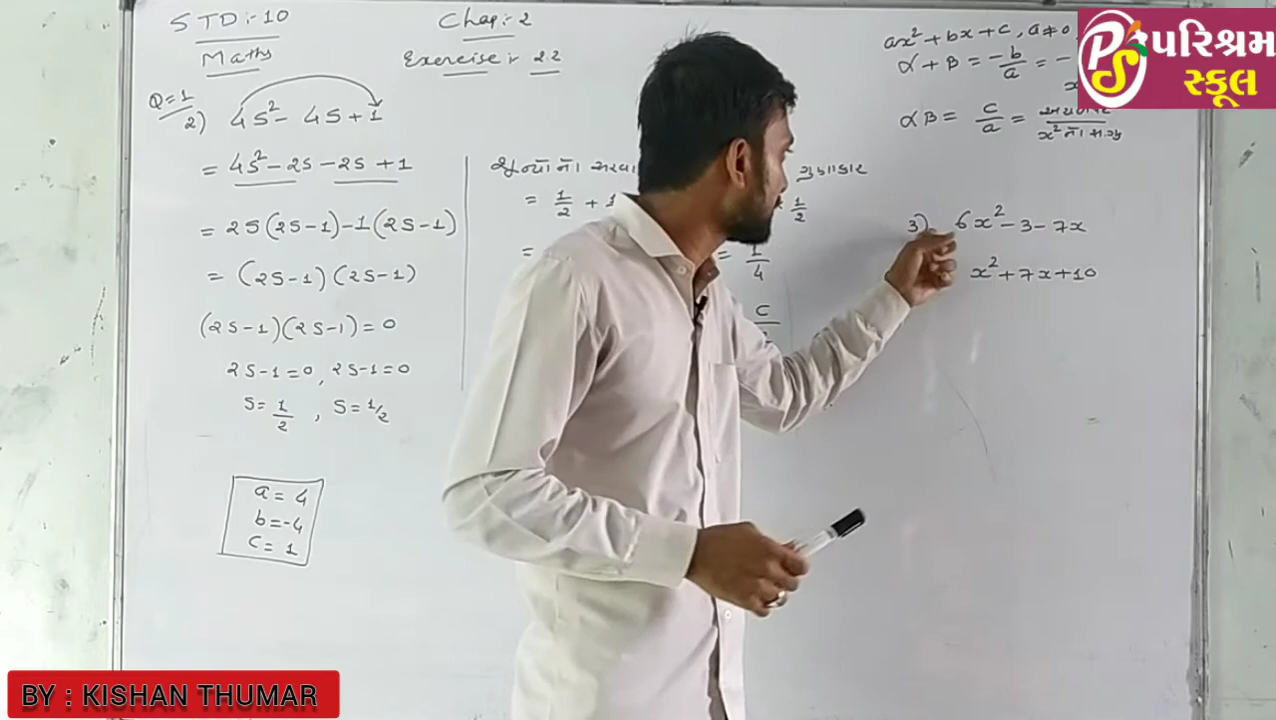 STD:-10
Maths
Chap:-2
Exercise:- 2.2
Q=1/2) 4S²- 4S+1
= 4S²-2S-2S+1
= 2S(2S-1)-1(2S-1)
= (2S-1)(2S-1)
(2S-1)(2S-1)=0
2S-1=0, 2S-1=0
S=1/2, S=1/2
a=4
b=-4
c=1
= 1/2 + 1
ગુણાકાર
1/2
= 1/4
c
ax²+bx+c, a≠0
α+β = -b/a = -
αβ = c/a =
3) 6x²-3-7x
x²+7x+10
PS પરિશ્રમ
સ્કૂલ
BY : KISHAN THUMAR